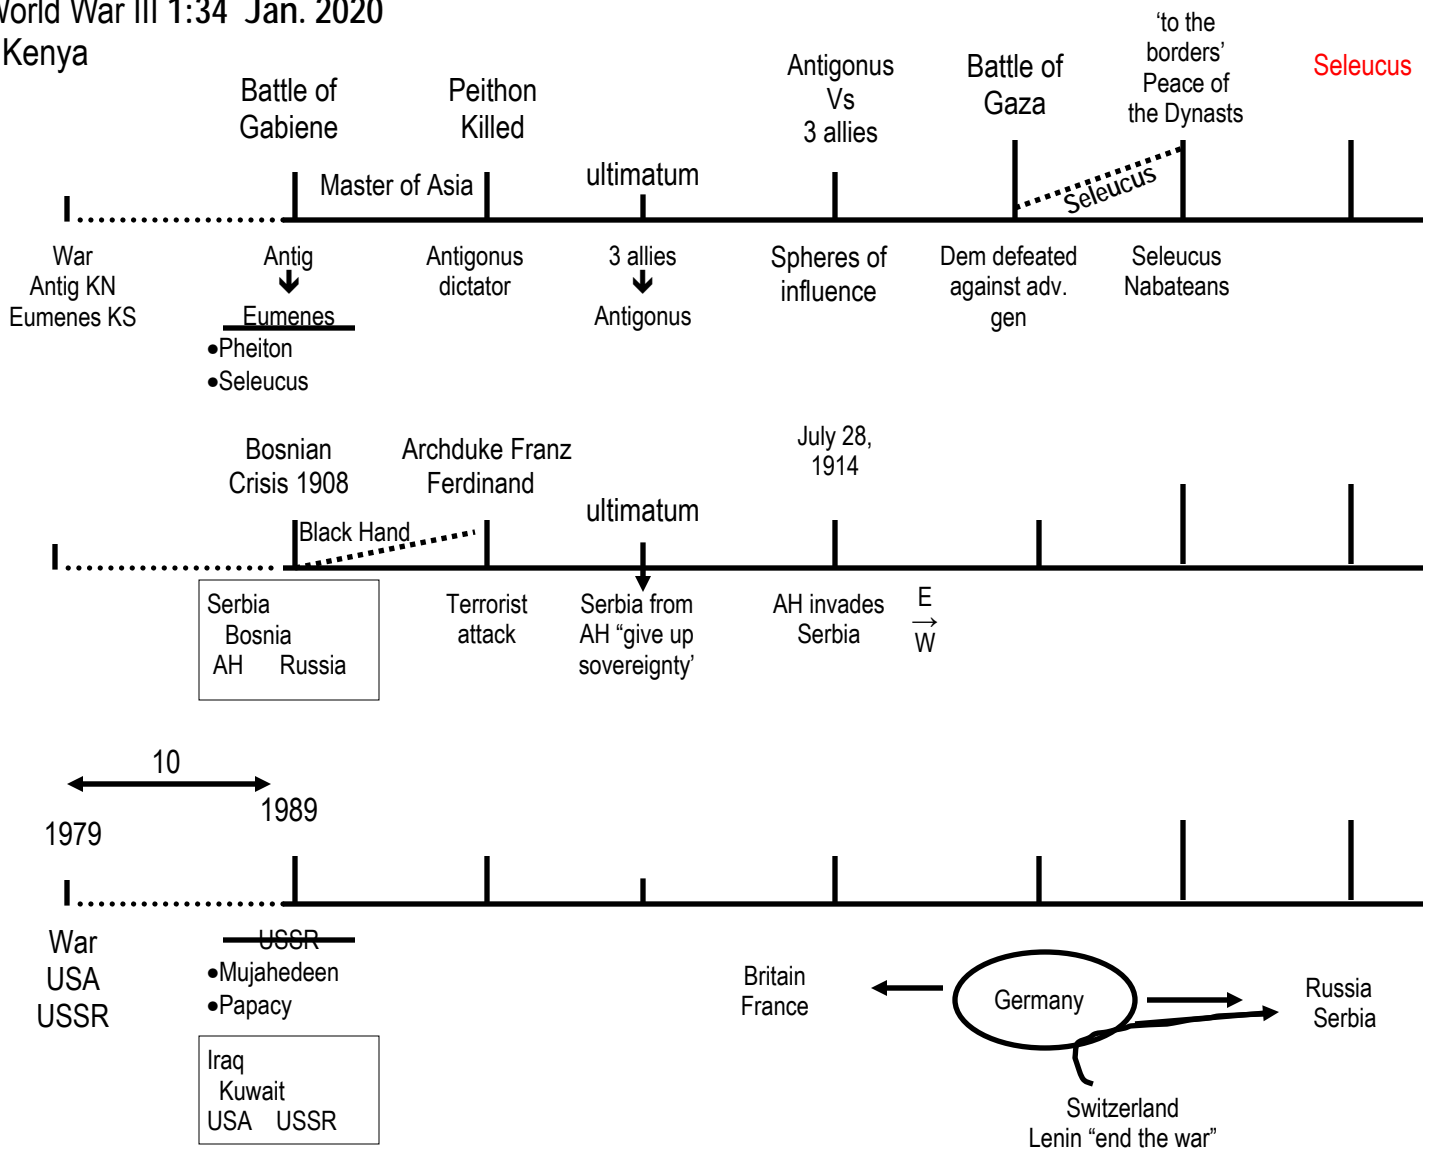 World War III 1:34 Jan. 2020
Kenya
Battle of
Gabiene
Peithon
Killed
Antigonus
Vs
3 allies
Battle of
Gaza
‘to the
borders’
Peace of
the Dynasts
Seleucus
Master of Asia
ultimatum
Seleucus
War
Antig KN
Eumenes KS
Antig
Eumenes
•Pheiton
•Seleucus
Antigonus
dictator
3 allies
Antigonus
Spheres of
influence
Dem defeated
against adv.
gen
Seleucus
Nabateans
Bosnian
Crisis 1908
Archduke Franz
Ferdinand
July 28,
1914
Black Hand
ultimatum
Serbia
Bosnia
AH Russia
Terrorist
attack
Serbia from
AH “give up
sovereignty’
AH invades
Serbia
E
→
W
10
1979
1989
War
USA
USSR
USSR
•Mujahedeen
•Papacy
Iraq
Kuwait
USA USSR
Britain
France
Germany
Russia
Serbia
Switzerland
Lenin “end the war”